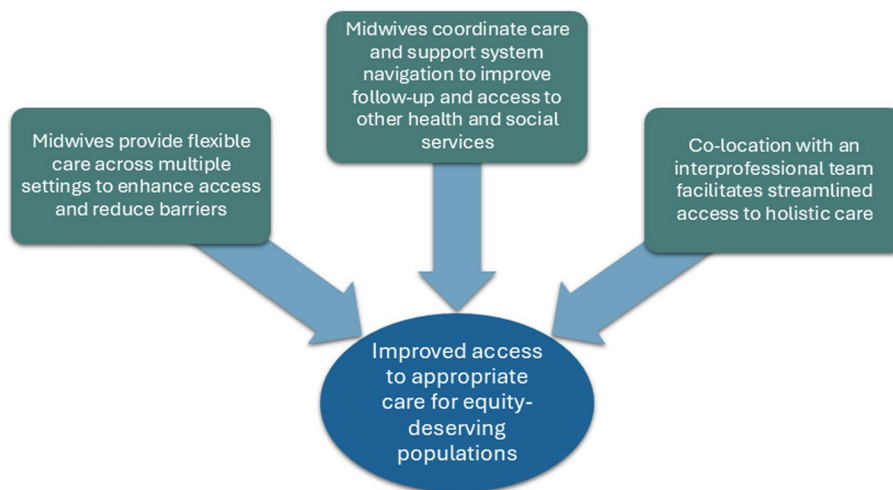 Midwives coordinate care
and support system
navigation to improve
follow-up and access to
other health and social
services
Midwives provide flexible
care across multiple
settings to enhance access
and reduce barriers
Co-location with an
interprofessional team
facilitates streamlined
access to holistic care
Improved access
to appropriate
care for equity-
deserving
populations